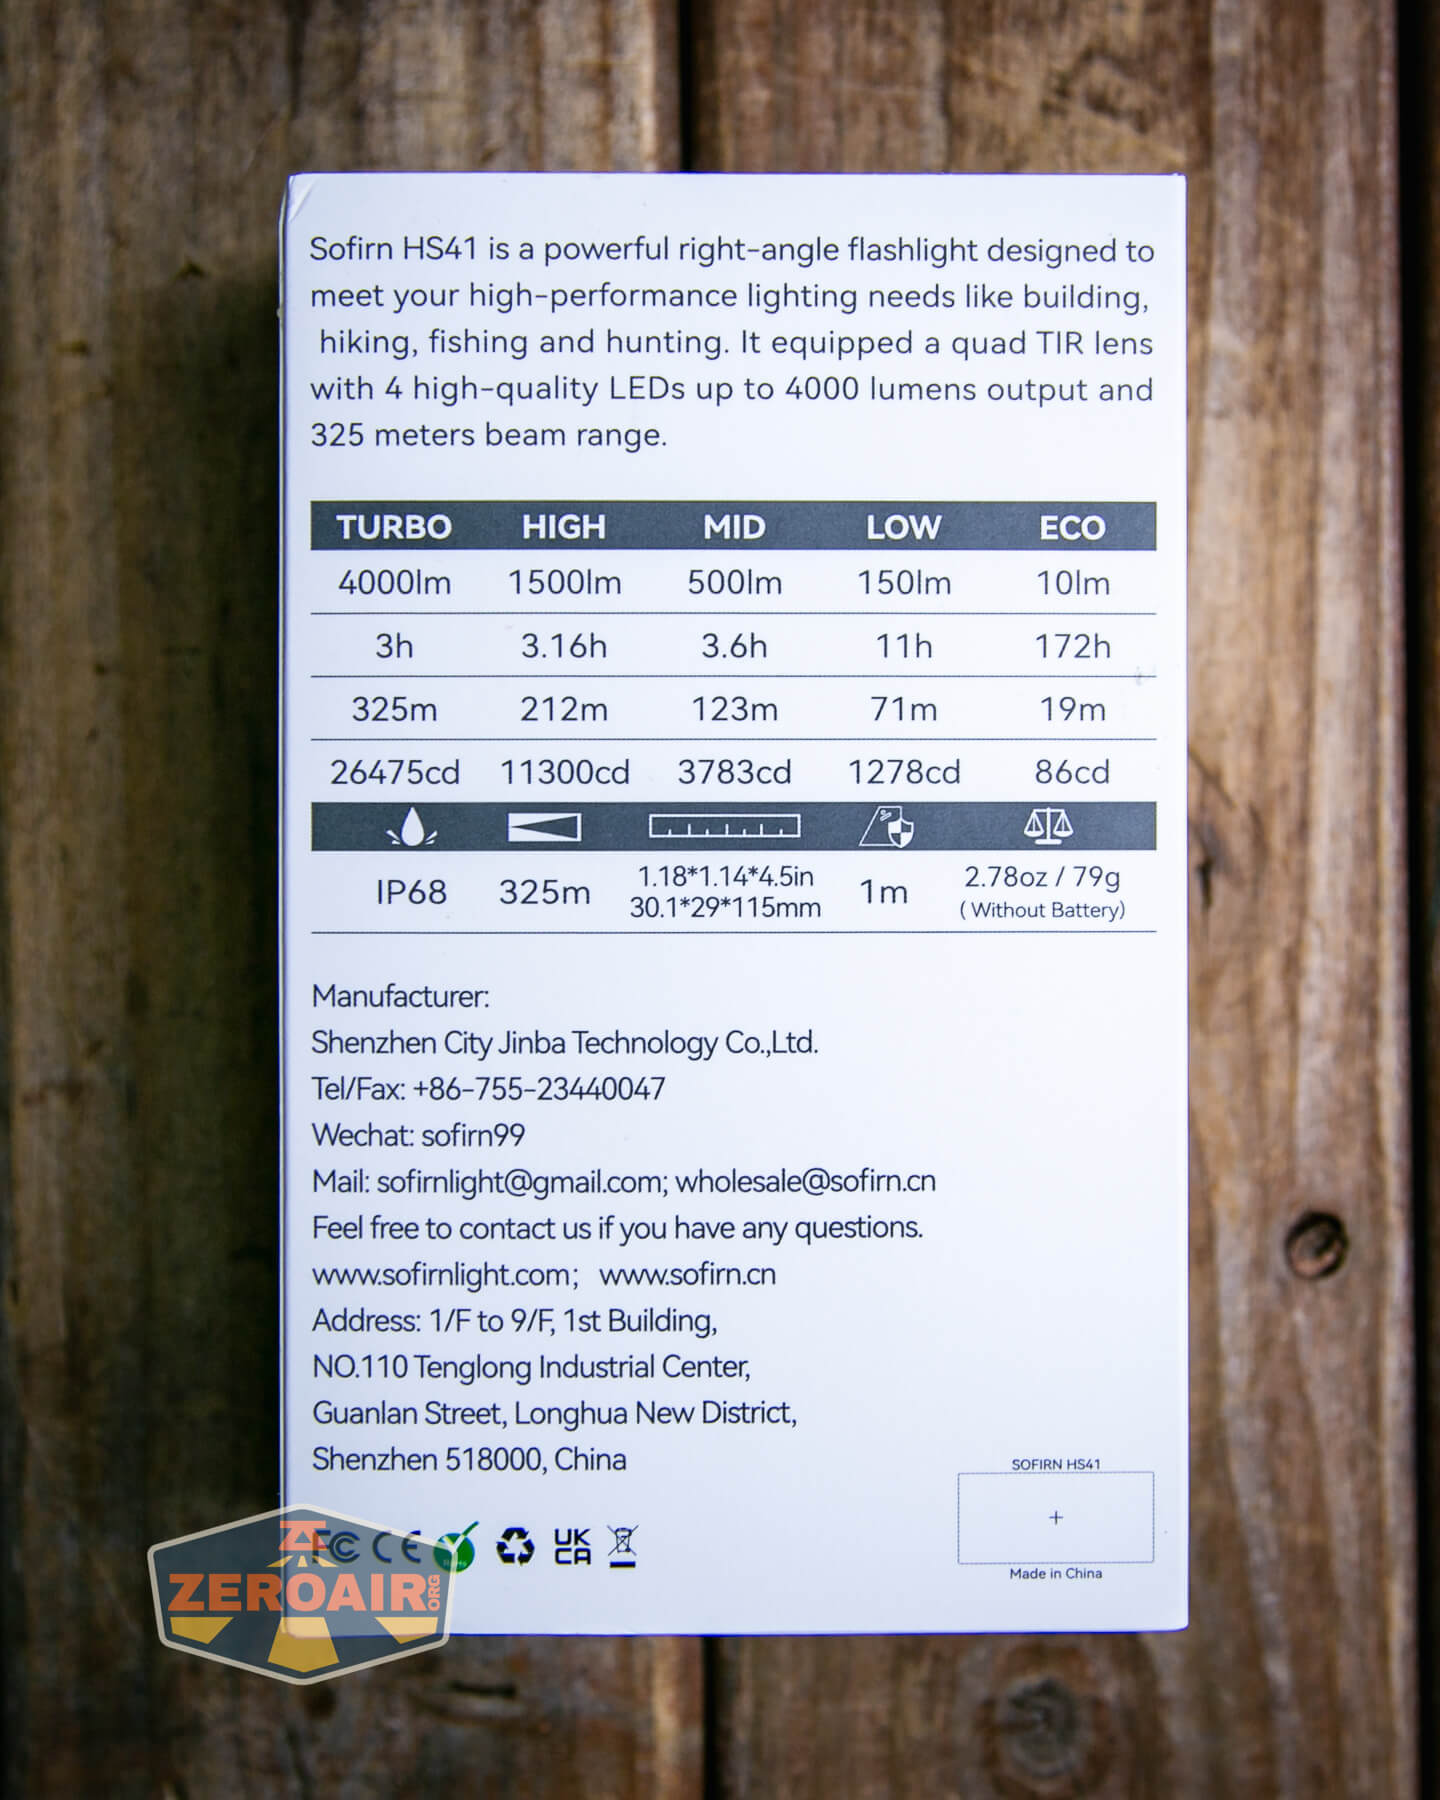 Sofirn HS41 is a powerful right-angle flashlight designed to
meet your high-performance lighting needs like building,
hiking, fishing and hunting. It equipped a quad TIR lens
with 4 high-quality LEDs up to 4000 lumens output and
325 meters beam range.
TURBO HIGH MID LOW ECO
4000lm 1500lm 500lm 150lm 10lm
3h 3.16h 3.6h 11h 172h
325m 212m 123m 71m 19m
26475cd 11300cd 3783cd 1278cd 86cd
IP68 325m 1.18*1.14*4.5in 1m 2.78oz / 79g
30.1*29*115mm ( Without Battery)
Manufacturer:
Shenzhen City Jinba Technology Co.,Ltd.
Tel/Fax: +86-755-23440047
Wechat: sofirn99
Mail: sofirnlight@gmail.com; wholesale@sofirn.cn
Feel free to contact us if you have any questions.
www.sofirnlight.com; www.sofirn.cn
Address: 1/F to 9/F, 1st Building,
NO.110 Tenglong Industrial Center,
Guanlan Street, Longhua New District,
Shenzhen 518000, China
SOFIRN HS41
+
Made in China
FC CE RoHS UK
CA
ZA
ZEROAIR.ORG